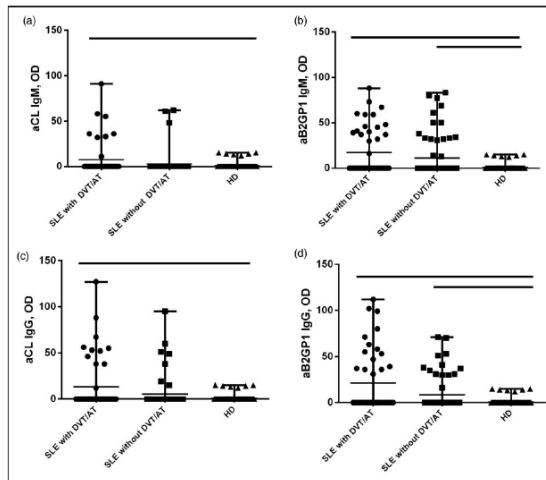 (a)
150
100
50
0
aCL IgM, OD
SLE with DVT/AT
SLE without DVT/AT
HD
(b)
150
100
50
0
aB2GP1 IgM, OD
SLE with DVT/AT
SLE without DVT/AT
HD
(c)
150
100
50
0
aCL IgG, OD
SLE with DVT/AT
SLE without DVT/AT
HD
(d)
150
100
50
0
aB2GP1 IgG, OD
SLE with DVT/AT
SLE without DVT/AT
HD